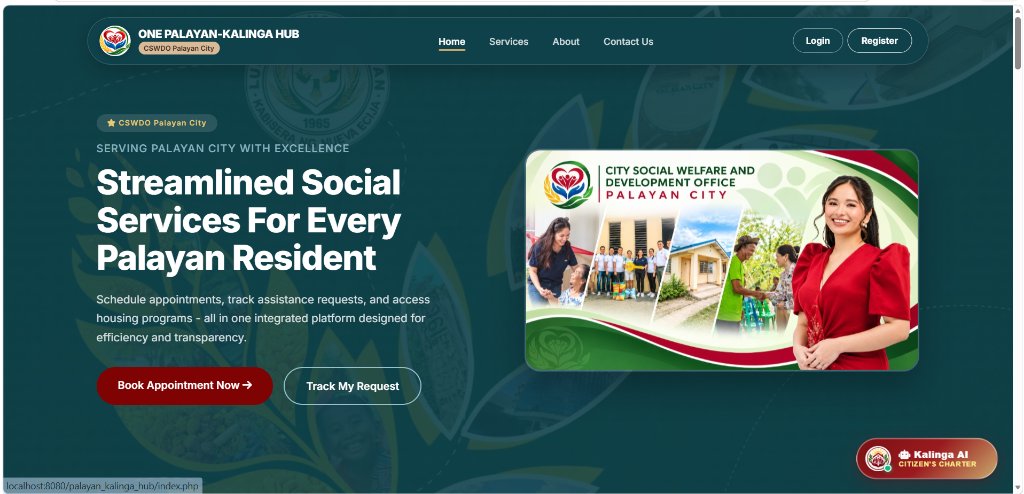 ONE PALAYAN-KALINGA HUB
CSWDO Palayan City
Home
Services
About
Contact Us
Login
Register
1965
CSWDO Palayan City
SERVING PALAYAN CITY WITH EXCELLENCE
Streamlined Social
Services For Every
Palayan Resident
Schedule appointments, track assistance requests, and access
housing programs - all in one integrated platform designed for
efficiency and transparency.
Book Appointment Now →
Track My Request
CITY SOCIAL WELFARE AND
DEVELOPMENT OFFICE
PALAYAN CITY
Kalinga AI
CITIZEN'S CHARTER
localhost:8080/palayan_kalinga_hub/index.php